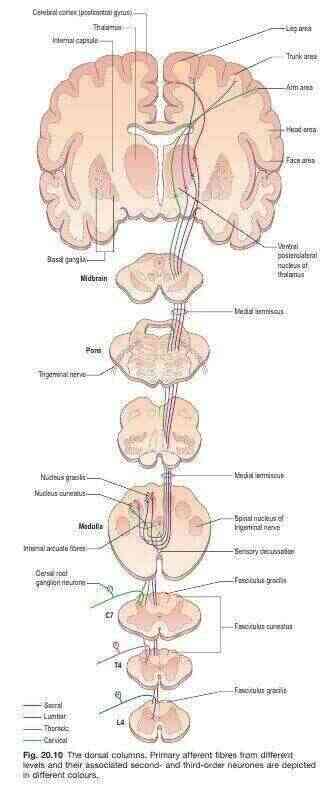 Cerebral cortex (postcentral gyrus)
Thalamus
Internal capsule
Leg area
Trunk area
Arm area
Head area
Face area
Ventral
posterolateral
nucleus of
thalamus
Basal ganglia
Midbrain
Medial lemniscus
Pons
Trigeminal nerve
Nucleus gracilis
Nucleus cuneatus
Medulla
Internal arcuate fibres
Medial lemniscus
Spinal nucleus of
trigeminal nerve
Sensory decussation
Dorsal root
ganglion neurone
Fasciculus gracilis
C7
Fasciculus cuneatus
T4
Fasciculus gracilis
L4
Sacral
Lumbar
Thoracic
Cervical
Fig. 20.10 The dorsal columns. Primary afferent fibres from different
levels and their associated second- and third-order neurones are depicted
in different colours.